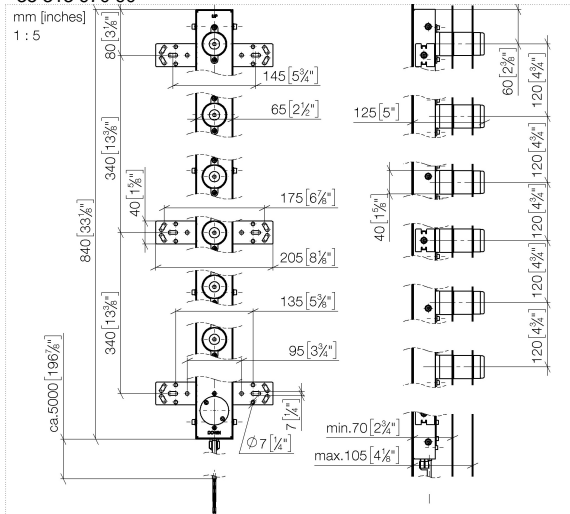 mm [inches]
1 : 5
UP
80 [3⅛"]
145 [5¾"]
65 [2½"]
340 [13⅜"]
40 [1⅝"]
175 [6⅞"]
840 [33⅛"]
205 [8⅛"]
135 [5⅜"]
340 [13⅜"]
95 [3¾"]
ca.5000 [196⅞"]
DOWN
7 [¼"]
Ø 7 [¼"]
60 [2⅜"]
120 [4¾"]
125 [5"]
120 [4¾"]
40 [1⅝"]
120 [4¾"]
120 [4¾"]
120 [4¾"]
min.70 [2¾"]
max.105 [4⅛"]